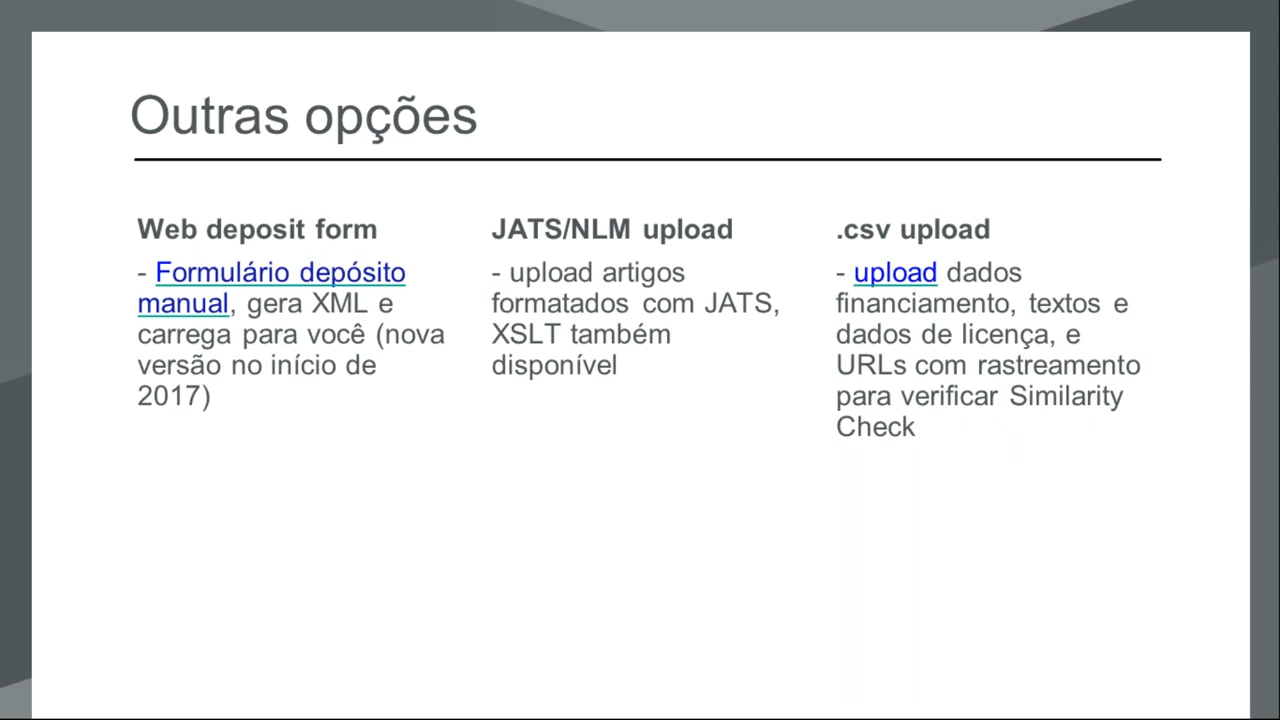 Outras opções
Web deposit form
- Formulário depósito
manual, gera XML e
carrega para você (nova
versão no início de
2017)
JATS/NLM upload
- upload artigos
formatados com JATS,
XSLT também
disponível
.csv upload
- upload dados
financiamento, textos e
dados de licença, e
URLs com rastreamento
para verificar Similarity
Check